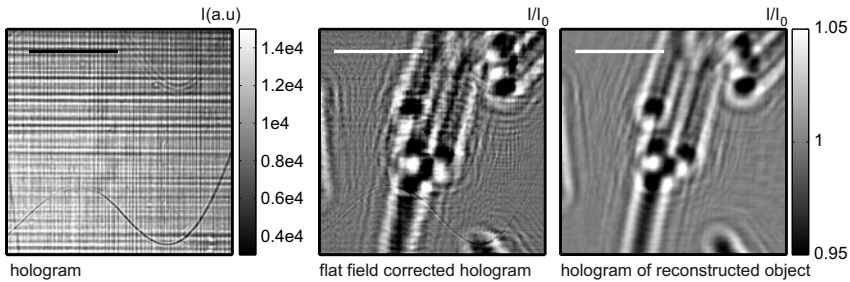 I(a.u)
1.4e4
1.2e4
1e4
0.8e4
0.6e4
0.4e4
hologram
I/I0
flat field corrected hologram
I/I0
1.05
1
0.95
hologram of reconstructed object